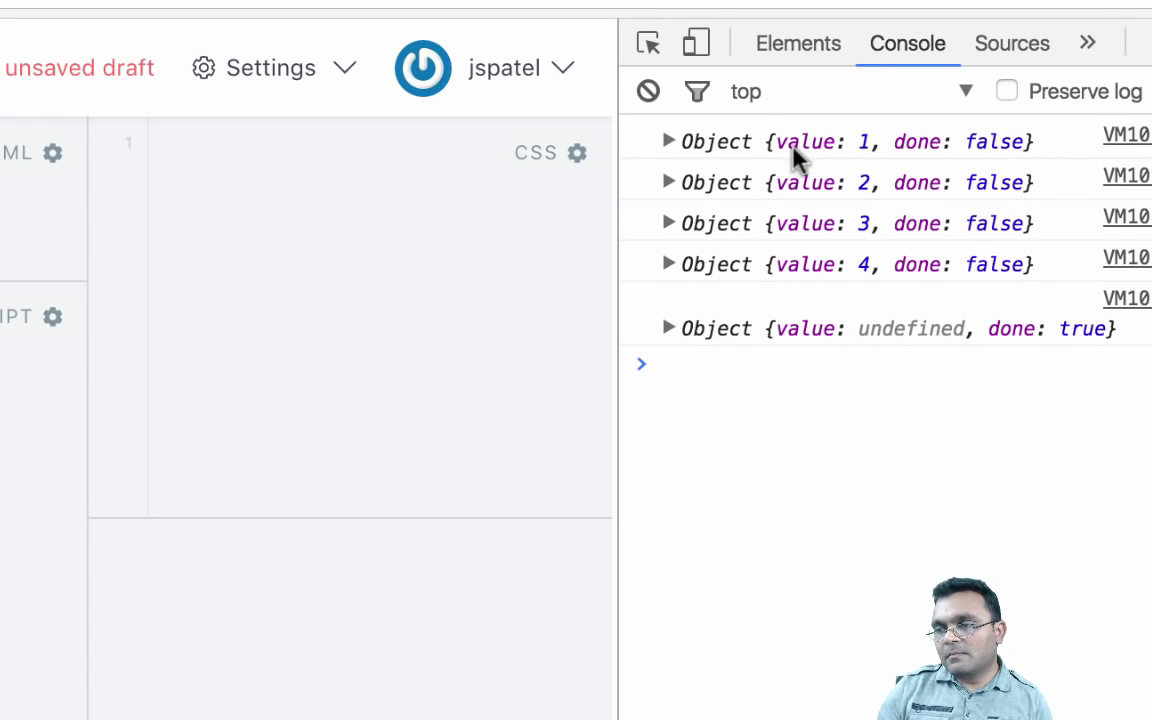 unsaved draft Settings jspatel
ML
1
CSS
IPT
Elements Console Sources
top Preserve log
Object {value: 1, done: false} VM10
Object {value: 2, done: false} VM10
Object {value: 3, done: false} VM10
Object {value: 4, done: false} VM10
VM10
Object {value: undefined, done: true}